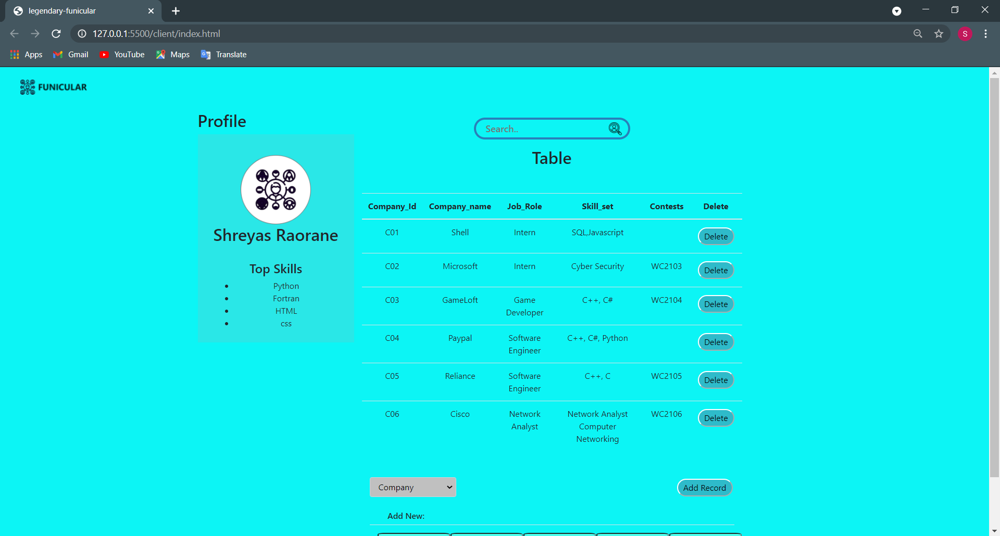 legendary-funicular
127.0.0.1:5500/client/index.html
S
Apps Gmail YouTube Maps Translate
FUNICULAR
Profile
Search..
Table
Shreyas Raorane
Top Skills
Python
Fortran
HTML
css
Company_Id Company_name Job_Role Skill_set Contests Delete
C01 Shell Intern SQL,Javascript Delete
C02 Microsoft Intern Cyber Security WC2103 Delete
C03 GameLoft Game C++, C# WC2104 Delete
Developer
C04 Paypal Software C++, C#, Python Delete
Engineer
C05 Reliance Software C++, C WC2105 Delete
Engineer
C06 Cisco Network Network Analyst WC2106 Delete
Analyst Computer
Networking
Company Add Record
Add New: